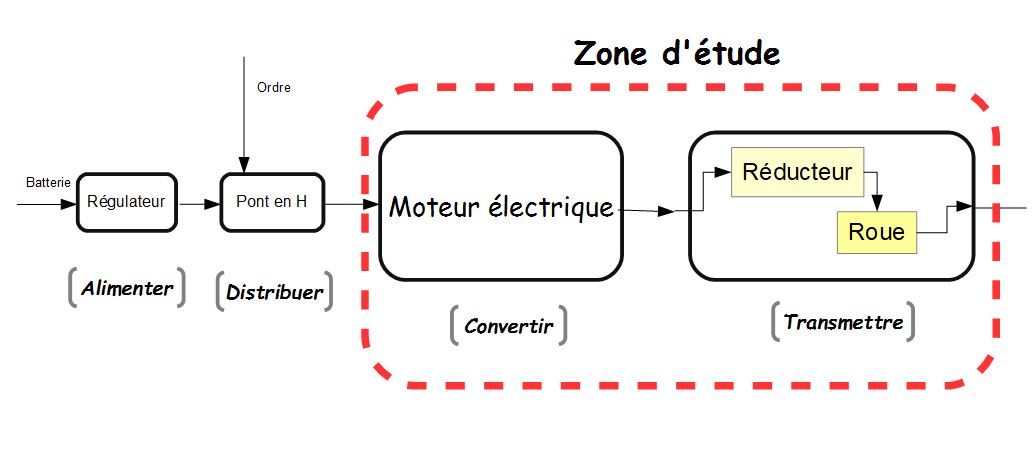 Zone d'étude
Ordre
Batterie
Régulateur
Pont en H
Moteur électrique
Réducteur
Roue
Alimenter
Distribuer
Convertir
Transmettre